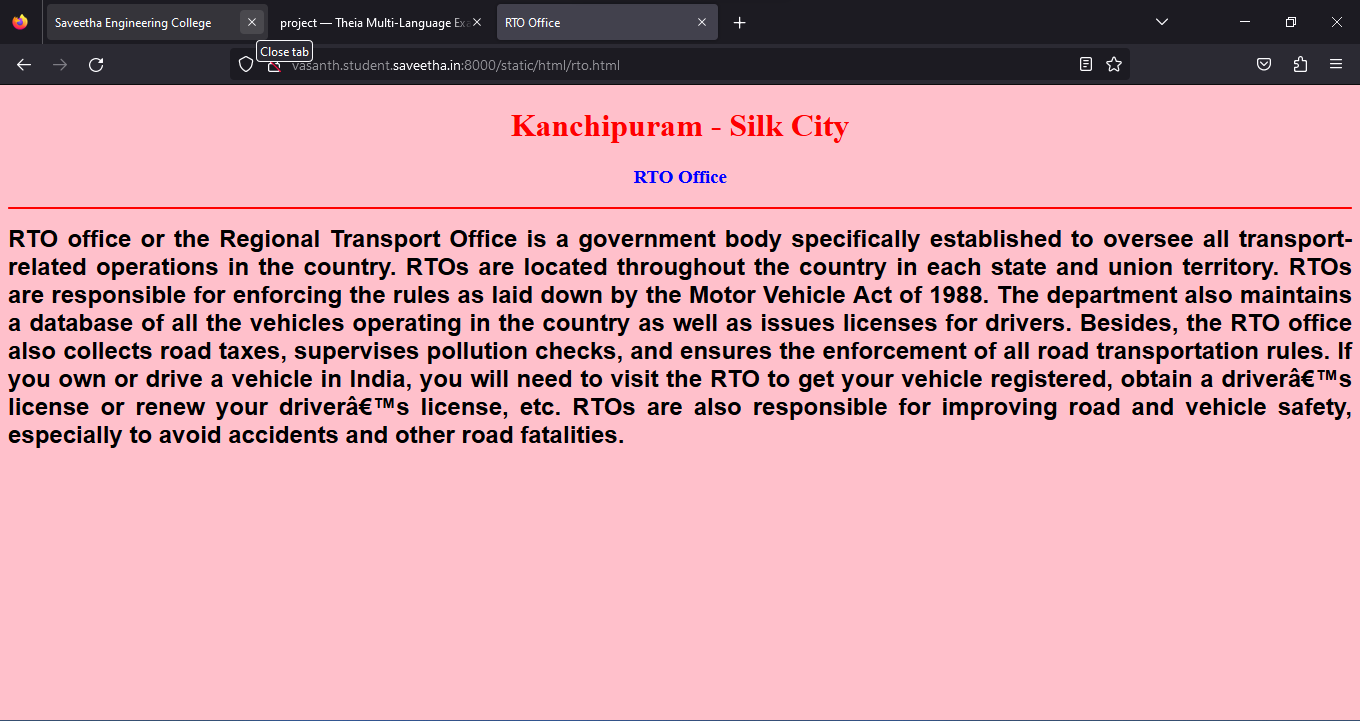 Saveetha Engineering College
project — Theia Multi-Language Exa
RTO Office
Close tab
vasanth.student.saveetha.in:8000/static/html/rto.html
Kanchipuram - Silk City
RTO Office
RTO office or the Regional Transport Office is a government body specifically established to oversee all transport-
related operations in the country. RTOs are located throughout the country in each state and union territory. RTOs
are responsible for enforcing the rules as laid down by the Motor Vehicle Act of 1988. The department also maintains
a database of all the vehicles operating in the country as well as issues licenses for drivers. Besides, the RTO office
also collects road taxes, supervises pollution checks, and ensures the enforcement of all road transportation rules. If
you own or drive a vehicle in India, you will need to visit the RTO to get your vehicle registered, obtain a driverâ€™s
license or renew your driverâ€™s license, etc. RTOs are also responsible for improving road and vehicle safety,
especially to avoid accidents and other road fatalities.